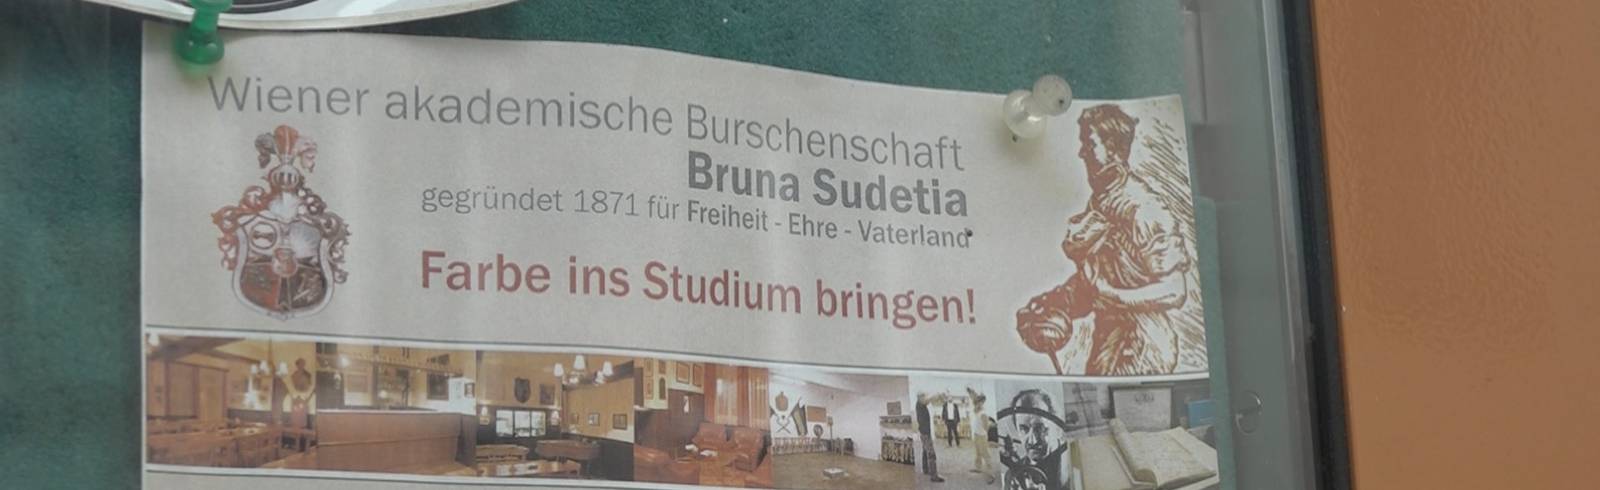 Wiener akademische Burschenschaft
Bruna Sudetia
gegründet 1871 für Freiheit - Ehre - Vaterland
Farbe ins Studium bringen!